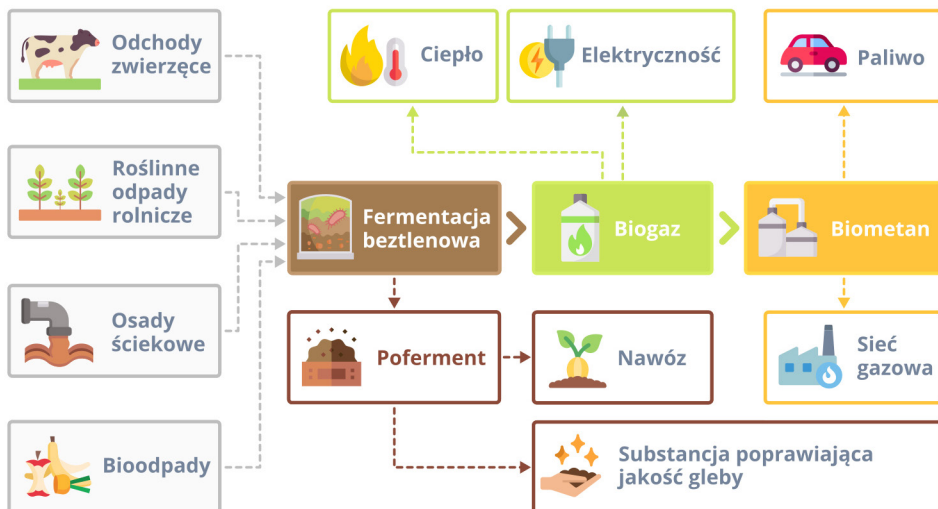 Odchody
zwierzęce
Ciepło
Elektryczność
Paliwo
Roślinne
odpady
rolnicze
Fermentacja
beztlenowa
Biogaz
Biometan
Osady
ściekowe
Poferment
Nawóz
Sieć
gazowa
Bioodpady
Substancja poprawiająca
jakość gleby